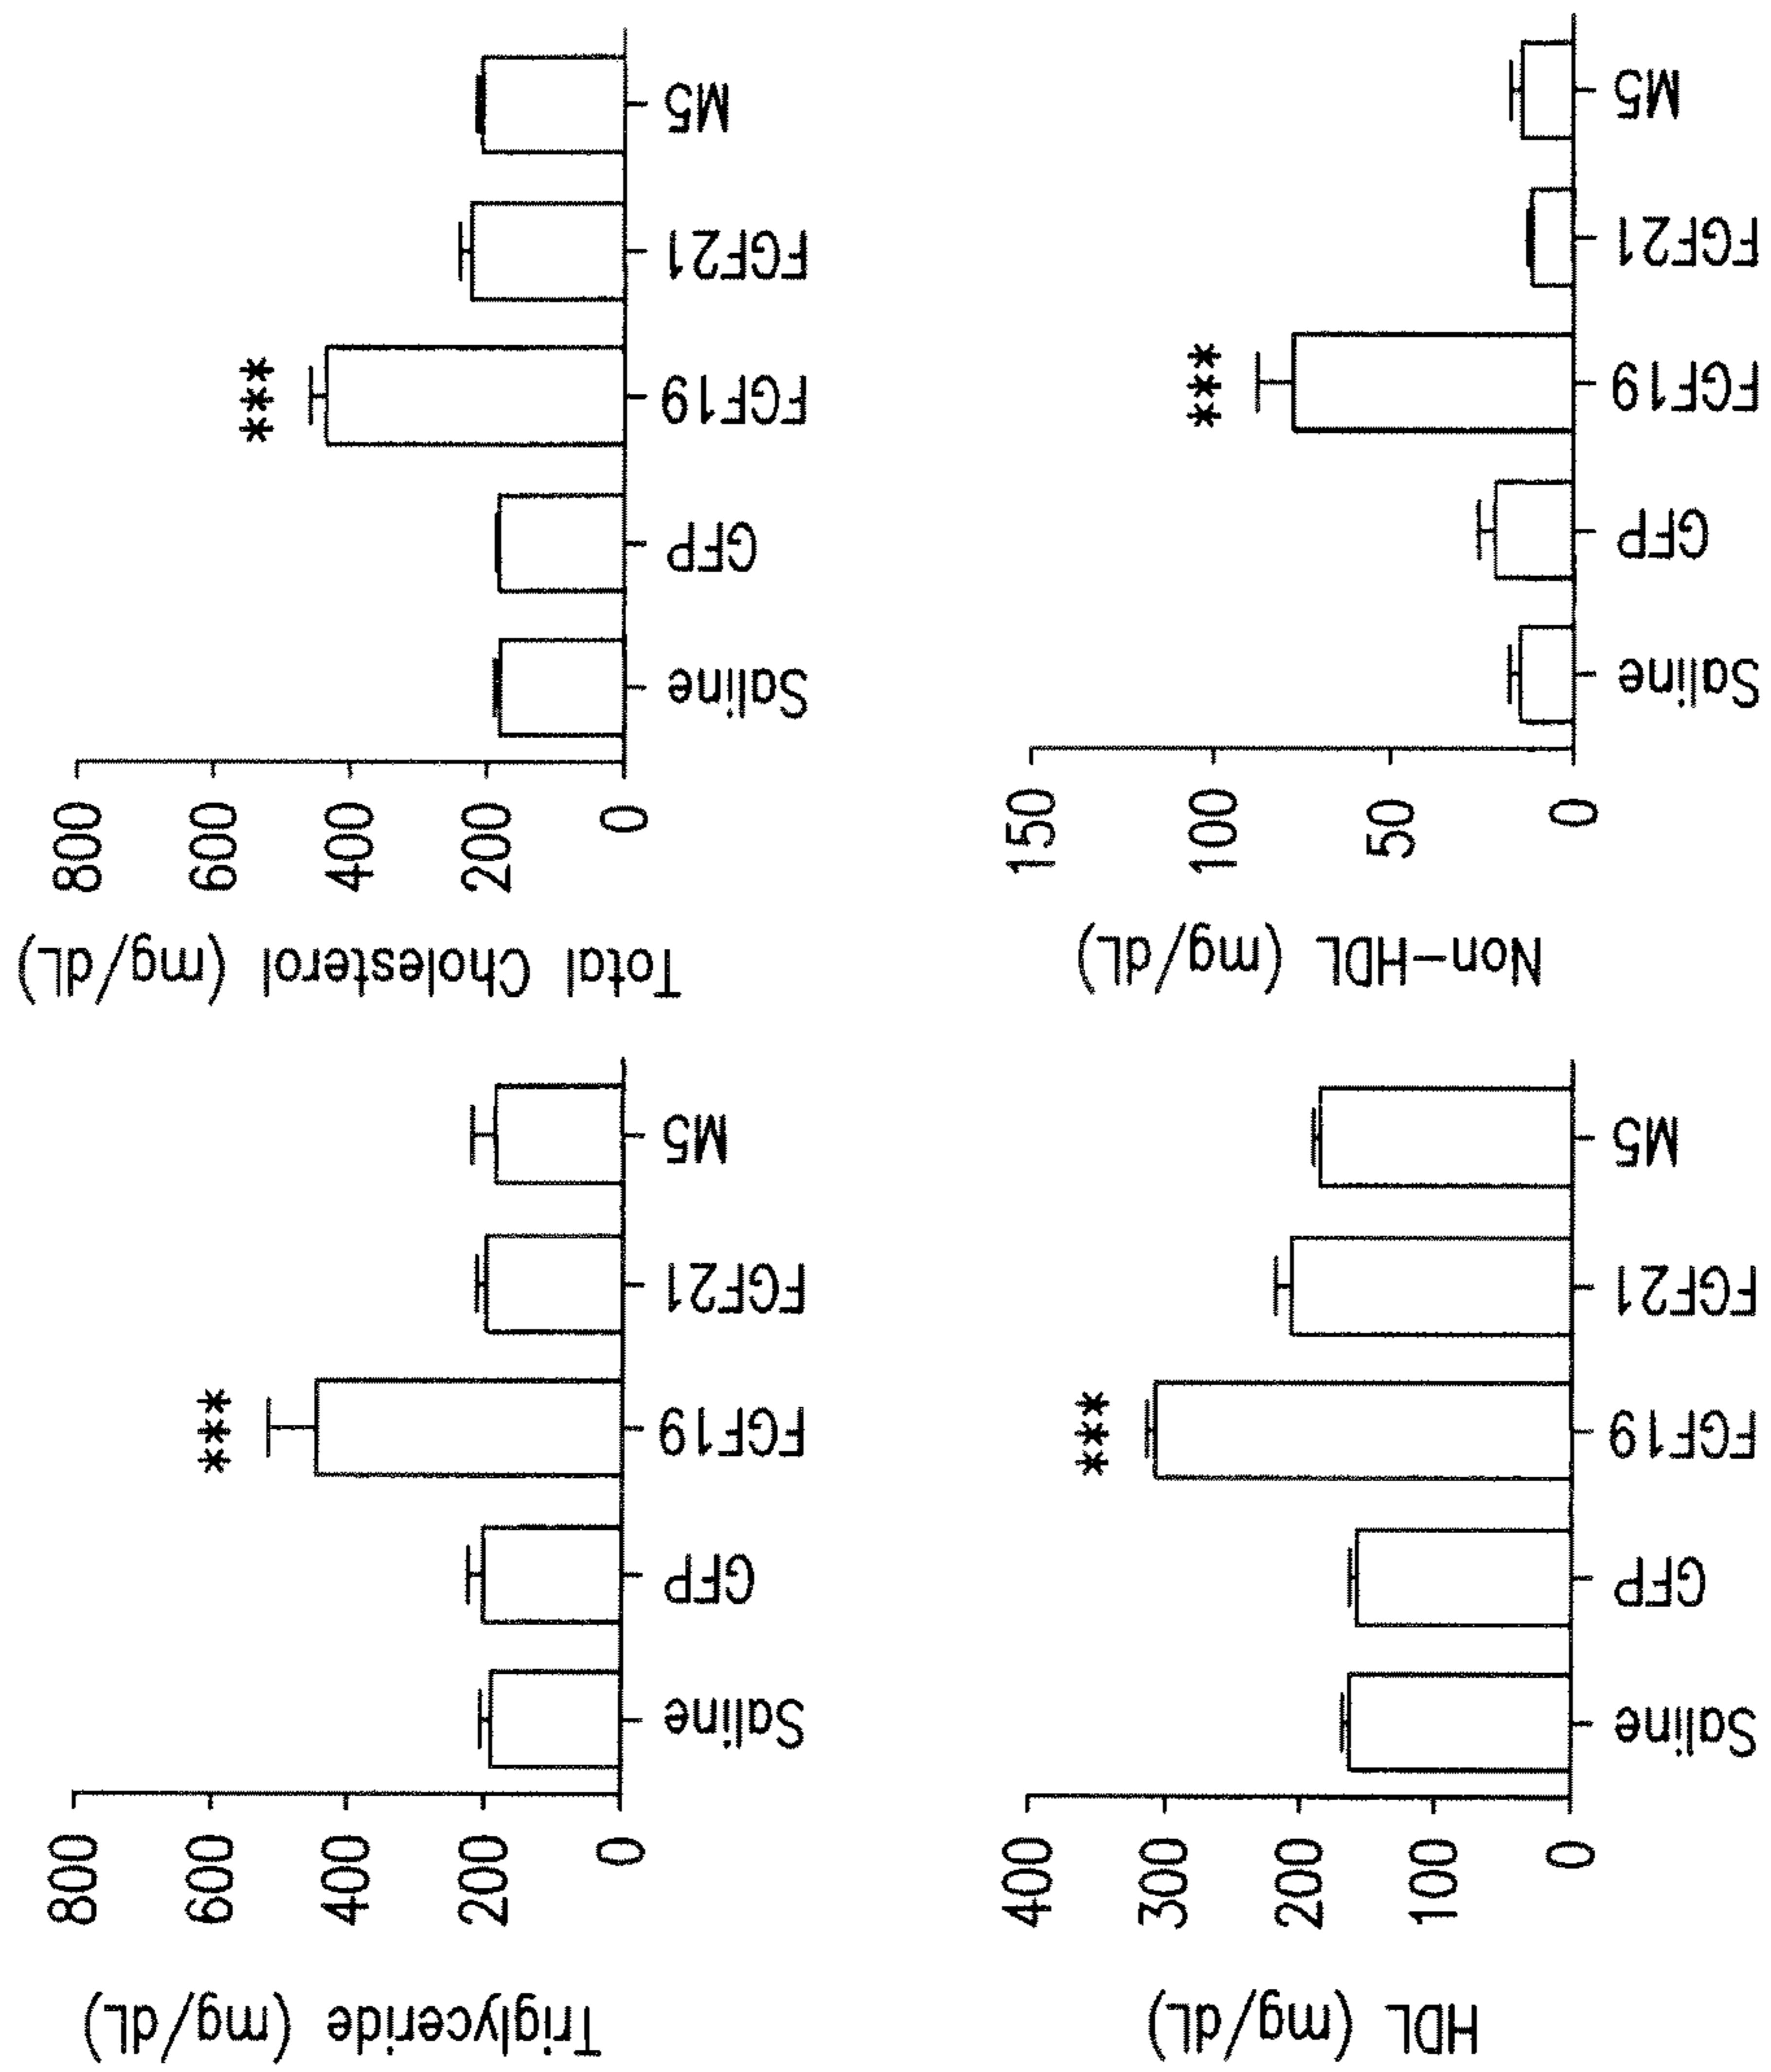 Triglyceride (mg/dL)
800
600
400
200
0
***
Saline
GFP
FGF19
FGF21
M5
Total Cholesterol (mg/dL)
800
600
400
200
0
***
Saline
GFP
FGF19
FGF21
M5
HDL (mg/dL)
400
300
200
100
0
***
Saline
GFP
FGF19
FGF21
M5
Non-HDL (mg/dL)
150
100
50
0
***
Saline
GFP
FGF19
FGF21
M5